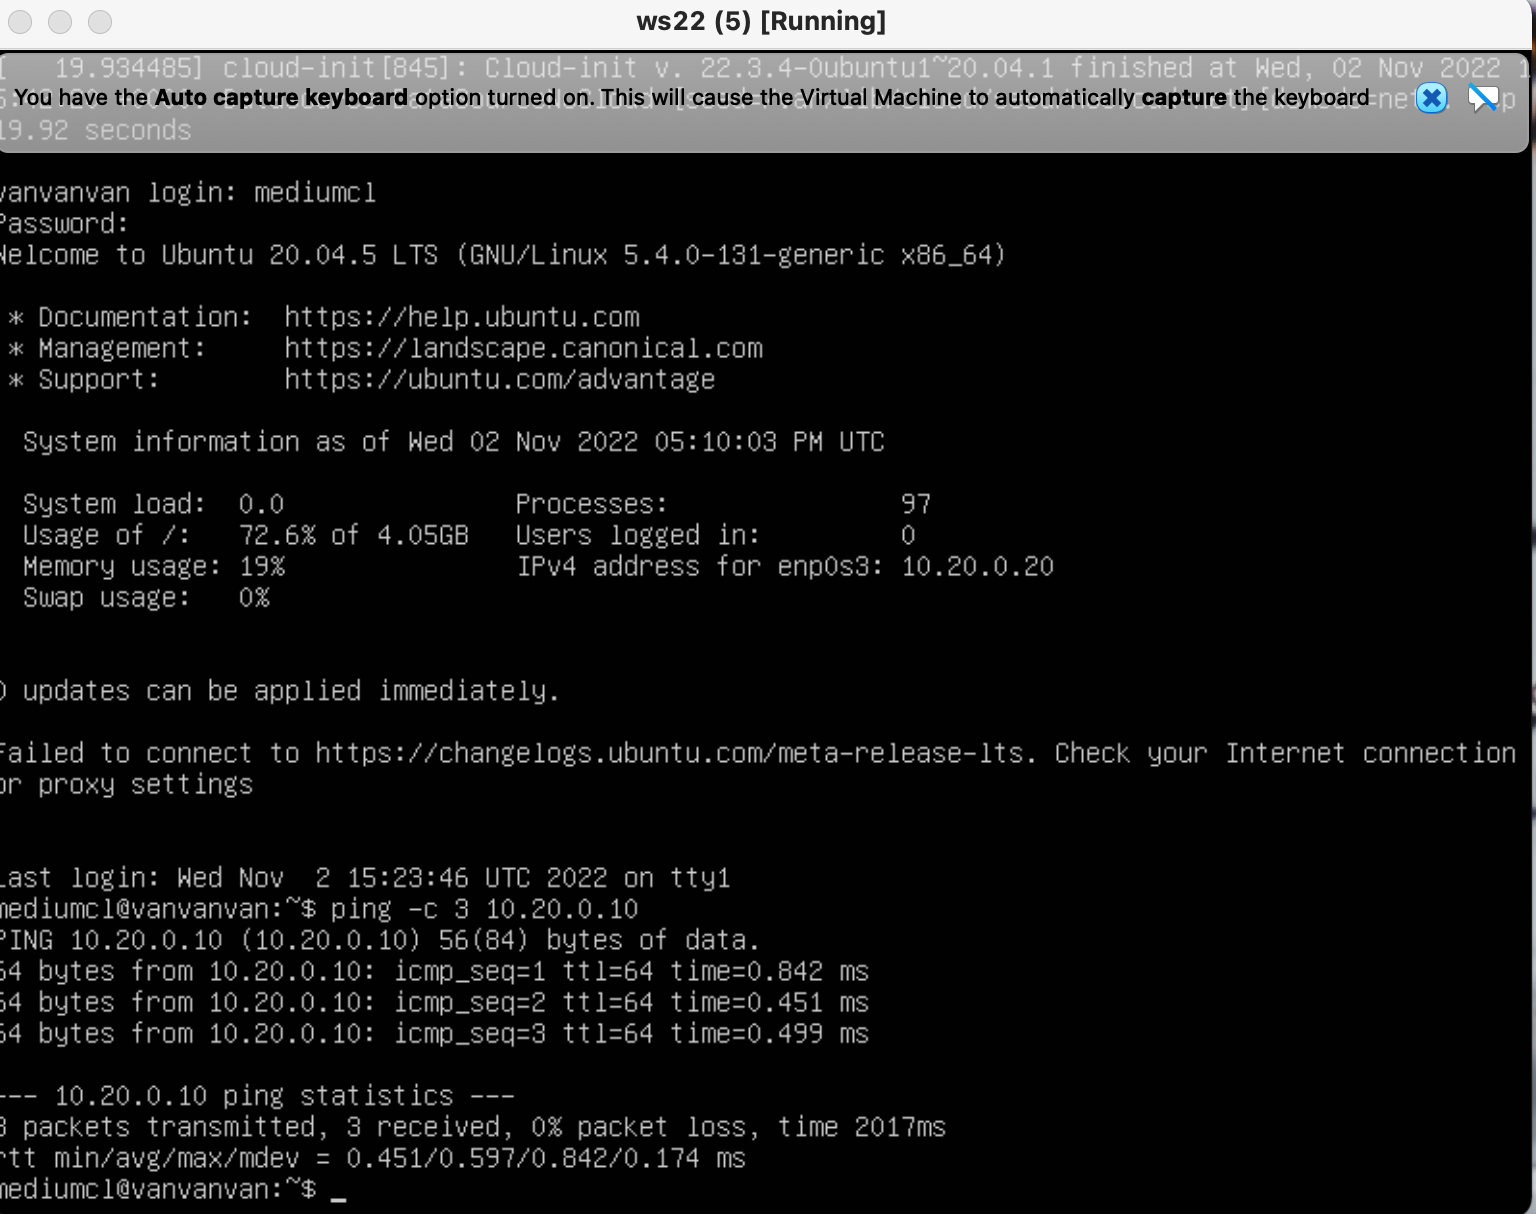 ws22 (5) [Running]
[   19.934485] cloud-init[845]: Cloud-init v. 22.3.4-0ubuntu1~20.04.1 finished at Wed, 02 Nov 2022 1
You have the Auto capture keyboard option turned on. This will cause the Virtual Machine to automatically capture the keyboard
19.92 seconds
vanvanvan login: mediumcl
Password:
Welcome to Ubuntu 20.04.5 LTS (GNU/Linux 5.4.0-131-generic x86_64)
* Documentation:  https://help.ubuntu.com
* Management:     https://landscape.canonical.com
* Support:        https://ubuntu.com/advantage
System information as of Wed 02 Nov 2022 05:10:03 PM UTC
System load:  0.0               Processes:               97
Usage of /:   72.6% of 4.05GB   Users logged in:         0
Memory usage: 19%               IPv4 address for enp0s3: 10.20.0.20
Swap usage:   0%
0 updates can be applied immediately.
Failed to connect to https://changelogs.ubuntu.com/meta-release-lts. Check your Internet connection
or proxy settings
Last login: Wed Nov  2 15:23:46 UTC 2022 on tty1
mediumcl@vanvanvan:~$ ping -c 3 10.20.0.10
PING 10.20.0.10 (10.20.0.10) 56(84) bytes of data.
64 bytes from 10.20.0.10: icmp_seq=1 ttl=64 time=0.842 ms
64 bytes from 10.20.0.10: icmp_seq=2 ttl=64 time=0.451 ms
64 bytes from 10.20.0.10: icmp_seq=3 ttl=64 time=0.499 ms
--- 10.20.0.10 ping statistics ---
3 packets transmitted, 3 received, 0% packet loss, time 2017ms
rtt min/avg/max/mdev = 0.451/0.597/0.842/0.174 ms
mediumcl@vanvanvan:~$ _